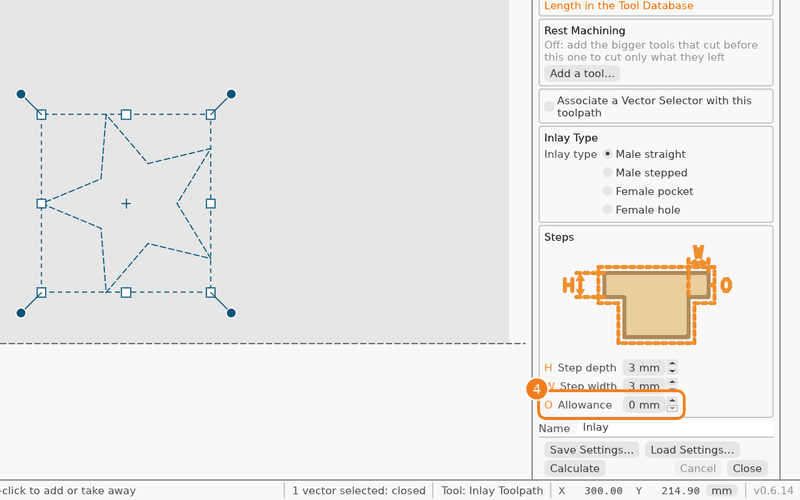 Length in the Tool Database
Rest Machining
Off: add the bigger tools that cut before
this one to cut only what they left
Add a tool...
Associate a Vector Selector with this
toolpath
Inlay Type
Inlay type
Male straight
Male stepped
Female pocket
Female hole
Steps
W
H
O
H Step depth 3 mm
W Step width 3 mm
4
O Allowance 0 mm
Name Inlay
Save Settings... Load Settings...
Calculate Cancel Close
-click to add or take away 1 vector selected: closed Tool: Inlay Toolpath X 300.00 Y 214.90 mm v0.6.14